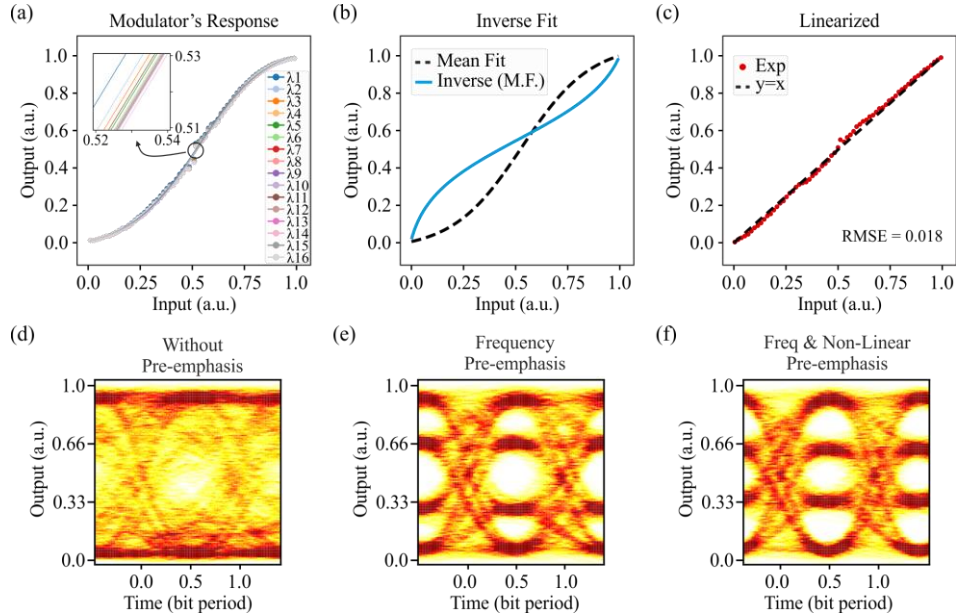 (a)
Modulator's Response
Output (a.u.)
1.0
0.8
0.6
0.4
0.2
0.0
0.53
0.51
0.52
0.54
λ1
λ2
λ3
λ4
λ5
λ6
λ7
λ8
λ9
λ10
λ11
λ12
λ13
λ14
λ15
λ16
0.0 0.25 0.50 0.75 1.0
Input (a.u.)
(b)
Inverse Fit
Output (a.u.)
1.0
0.8
0.6
0.4
0.2
0.0
Mean Fit
Inverse (M.F.)
0.0 0.25 0.50 0.75 1.0
Input (a.u.)
(c)
Linearized
Output (a.u.)
1.0
0.8
0.6
0.4
0.2
0.0
Exp
y=x
RMSE = 0.018
0.0 0.25 0.50 0.75 1.0
Input (a.u.)
(d)
Without
Pre-emphasis
Output (a.u.)
1.0
0.66
0.33
0.0
0.0 0.5 1.0
Time (bit period)
(e)
Frequency
Pre-emphasis
Output (a.u.)
1.0
0.66
0.33
0.0
0.0 0.5 1.0
Time (bit period)
(f)
Freq & Non-Linear
Pre-emphasis
Output (a.u.)
1.0
0.66
0.33
0.0
0.0 0.5 1.0
Time (bit period)